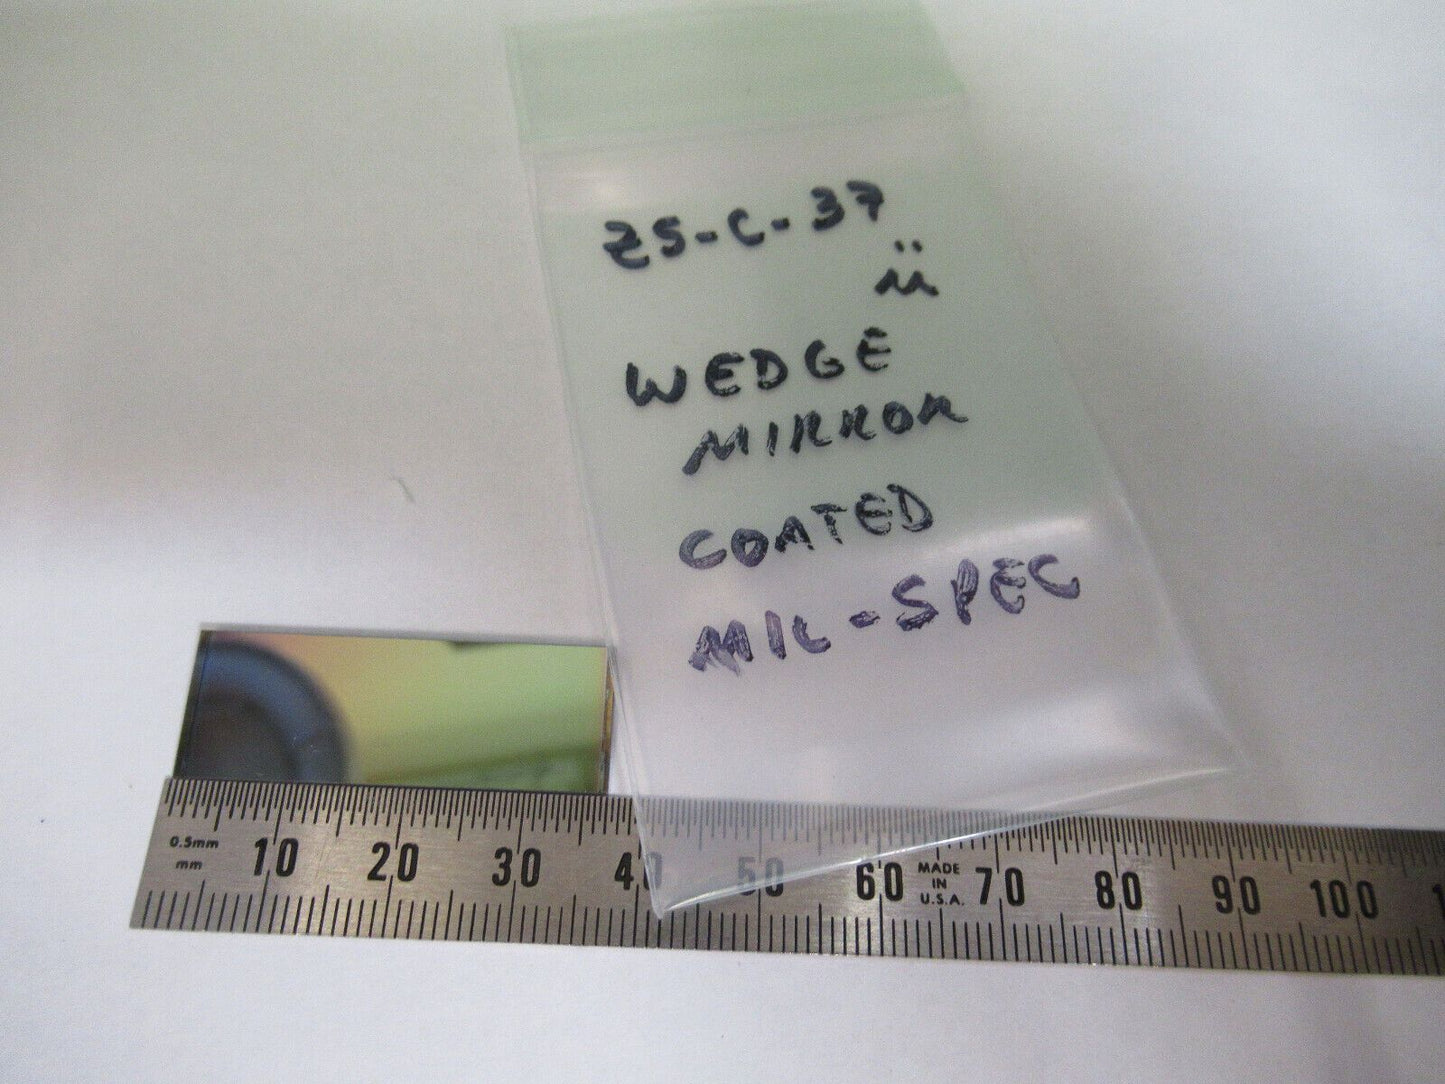 Z5-C-37
ü
WEDGE
MIRROR
COATED
MIL-SPEC
0.5mm
mm
10 20 30 40 50 60 MADE IN U.S.A. 70 80 90 100